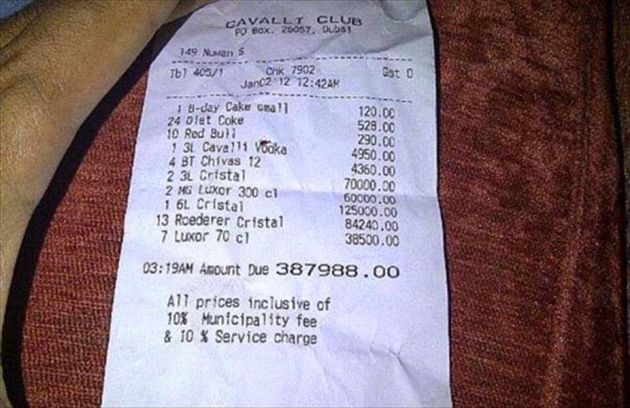 CAVALLI CLUB
PO Box. 26057, Dubai
149 Nuwan S
Tbl 405/1 Chk 7902 Gst 0
Jan02'12 12:42AM
1 B-day Cake small 120.00
24 Diet Coke 528.00
10 Red Bull 290.00
1 3L Cavalli Vodka 4950.00
4 BT Chivas 12 4360.00
2 3L Cristal 70000.00
2 MG Luxor 300 cl 60000.00
1 6L Cristal 125000.00
13 Roederer Cristal 84240.00
7 Luxor 70 cl 38500.00
03:19AM Amount Due 387988.00
All prices inclusive of
10% Municipality fee
& 10 % Service charge